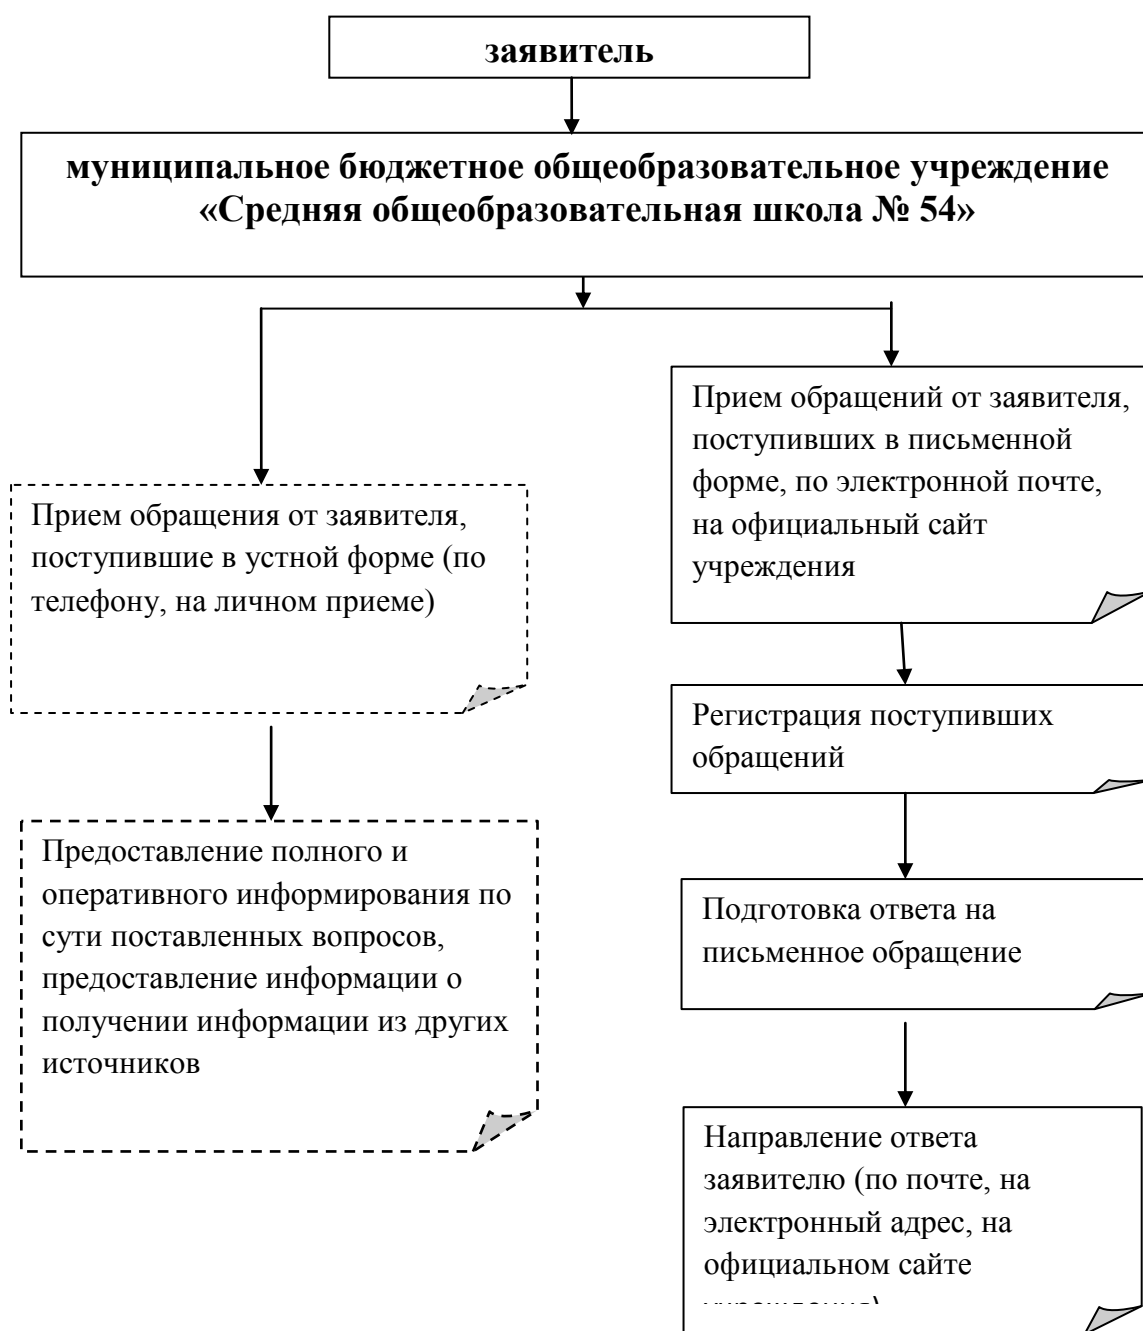 заявитель
муниципальное бюджетное общеобразовательное учреждение
«Средняя общеобразовательная школа № 54»
Прием обращения от заявителя,
поступившие в устной форме (по
телефону, на личном приеме)
Предоставление полного и
оперативного информирования по
сути поставленных вопросов,
предоставление информации о
получении информации из других
источников
Прием обращений от заявителя,
поступивших в письменной
форме, по электронной почте,
на официальный сайт
учреждения
Регистрация поступивших
обращений
Подготовка ответа на
письменное обращение
Направление ответа
заявителю (по почте, на
электронный адрес, на
официальном сайте